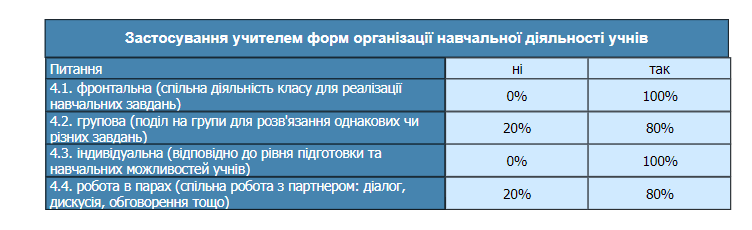 Застосування учителем форм організації навчальної діяльності учнів
Питання ні так
4.1. фронтальна (спільна діяльність класу для реалізації
навчальних завдань) 0% 100%
4.2. групова (поділ на групи для розв'язання однакових чи
різних завдань) 20% 80%
4.3. індивідуальна (відповідно до рівня підготовки та
навчальних можливостей учнів) 0% 100%
4.4. робота в парах (спільна робота з партнером: діалог,
дискусія, обговорення тощо) 20% 80%